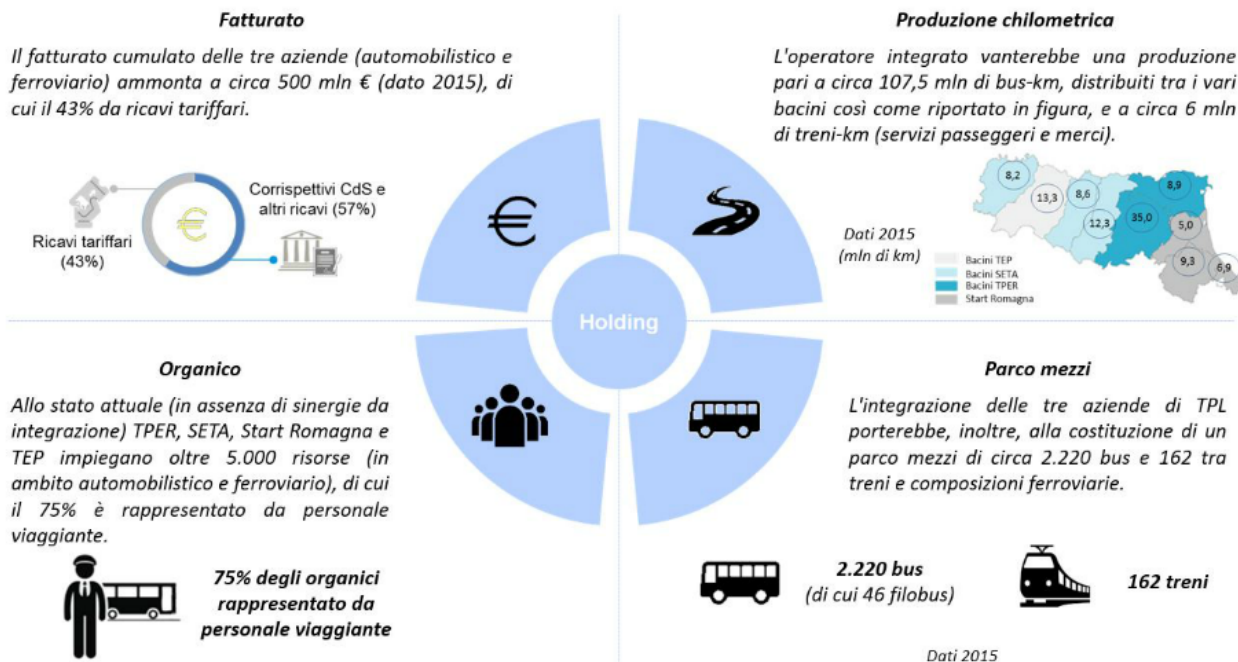 Fatturato
Il fatturato cumulato delle tre aziende (automobilistico e
ferroviario) ammonta a circa 500 mln € (dato 2015), di
cui il 43% da ricavi tariffari.
Ricavi tariffari
(43%)
€
Corrispettivi CdS e
altri ricavi (57%)
€
Produzione chilometrica
L'operatore integrato vanterebbe una produzione
pari a circa 107,5 mln di bus-km, distribuiti tra i vari
bacini così come riportato in figura, e a circa 6 mln
di treni-km (servizi passeggeri e merci).
Dati 2015
(mln di km)
8,2
13,3
8,6
12,3
35,0
8,9
5,0
9,3
6,9
Bacini TEP
Bacini SETA
Bacini TPER
Start Romagna
Holding
Organico
Allo stato attuale (in assenza di sinergie da
integrazione) TPER, SETA, Start Romagna e
TEP impiegano oltre 5.000 risorse (in
ambito automobilistico e ferroviario), di cui
il 75% è rappresentato da personale
viaggiante.
75% degli organici
rappresentato da
personale viaggiante
Parco mezzi
L'integrazione delle tre aziende di TPL
porterebbe, inoltre, alla costituzione di un
parco mezzi di circa 2.220 bus e 162 tra
treni e composizioni ferroviarie.
2.220 bus
(di cui 46 filobus)
162 treni
Dati 2015